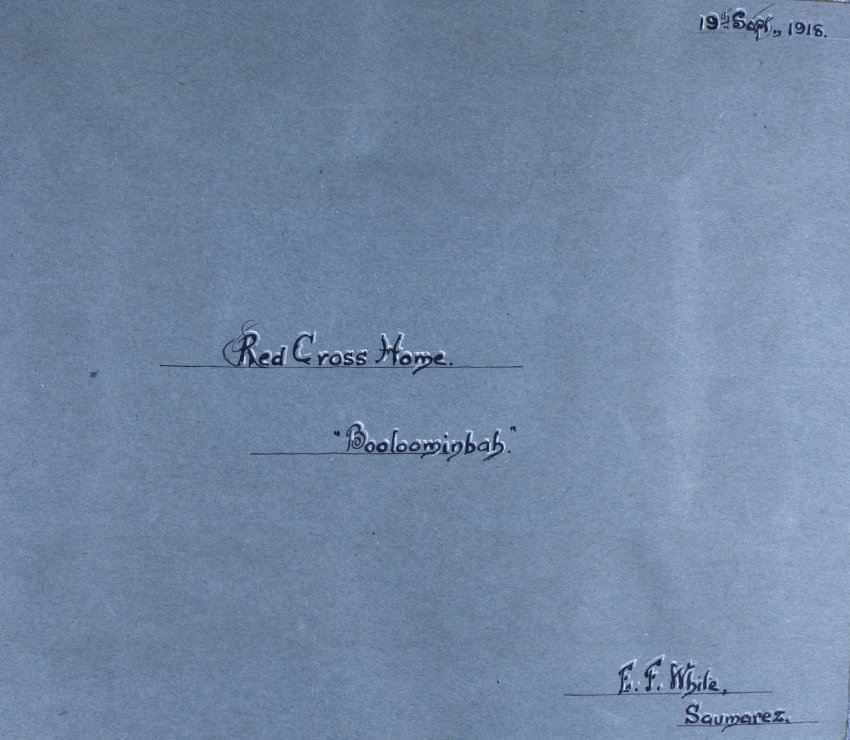 19th Sept., 1918.
Red Cross Home.
"Booloominbah."
E. F. White,
Saumarez.